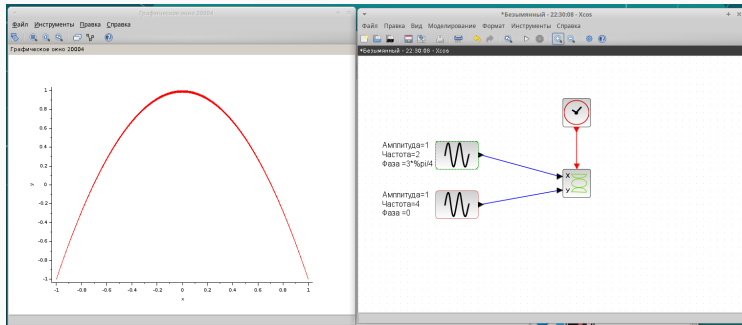 Графическое окно 20004
Файл Инструменты Правка Справка
Графическое окно 20004
1
0.8
0.6
0.4
0.2
0
-0.2
-0.4
-0.6
-0.8
-1
y
-1 -0.8 -0.6 -0.4 -0.2 0 0.2 0.4 0.6 0.8 1
x
*Безымянный - 22:30:08 - Xcos
Файл Правка Вид Моделирование Формат Инструменты Справка
*Безымянный - 22:30:08 - Xcos
Амплитуда=1
Частота=2
Фаза =3*%pi/4
Амплитуда=1
Частота=4
Фаза =0
X
Y